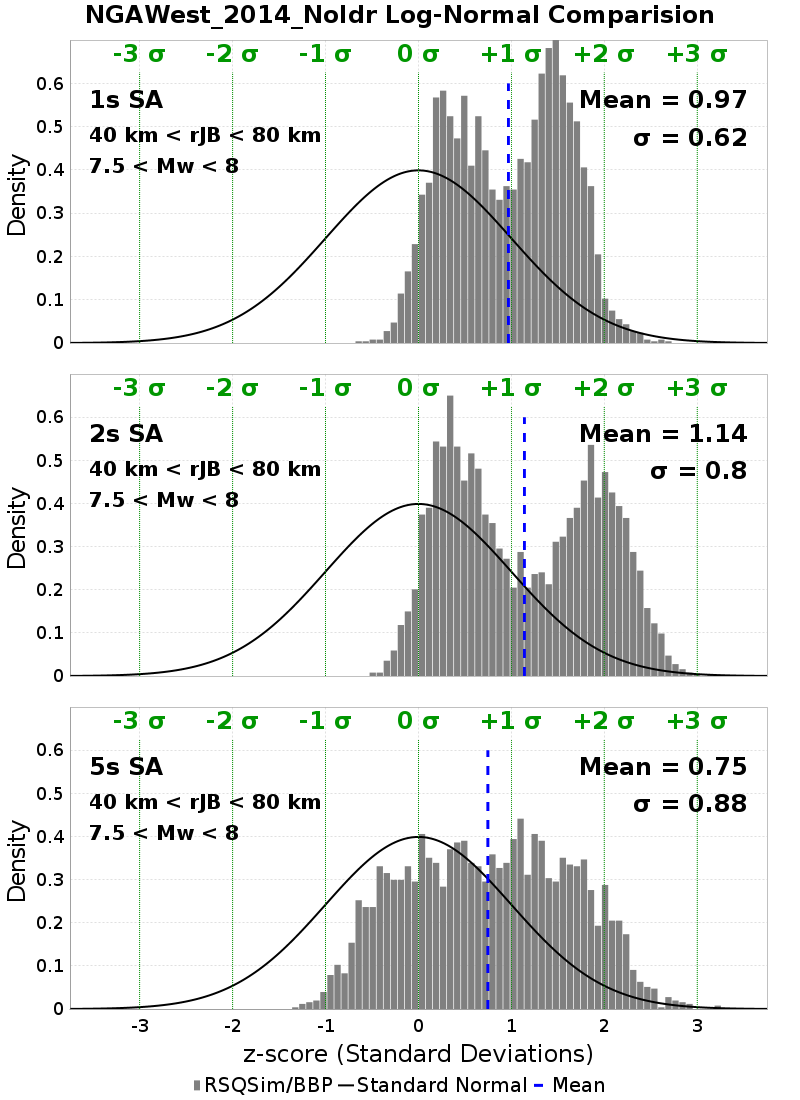 NGAWest_2014_NoIdr Log-Normal Comparision
-3 σ -2 σ -1 σ 0 σ +1 σ +2 σ +3 σ
1s SA
Mean = 0.97
40 km < rJB < 80 km
σ = 0.62
7.5 < Mw < 8
Density
0.6
0.5
0.4
0.3
0.2
0.1
0
-3 σ -2 σ -1 σ 0 σ +1 σ +2 σ +3 σ
2s SA
Mean = 1.14
40 km < rJB < 80 km
σ = 0.8
7.5 < Mw < 8
Density
0.6
0.5
0.4
0.3
0.2
0.1
0
-3 σ -2 σ -1 σ 0 σ +1 σ +2 σ +3 σ
5s SA
Mean = 0.75
40 km < rJB < 80 km
σ = 0.88
7.5 < Mw < 8
Density
0.6
0.5
0.4
0.3
0.2
0.1
0
-3 -2 -1 0 1 2 3
z-score (Standard Deviations)
RSQSim/BBP Standard Normal Mean